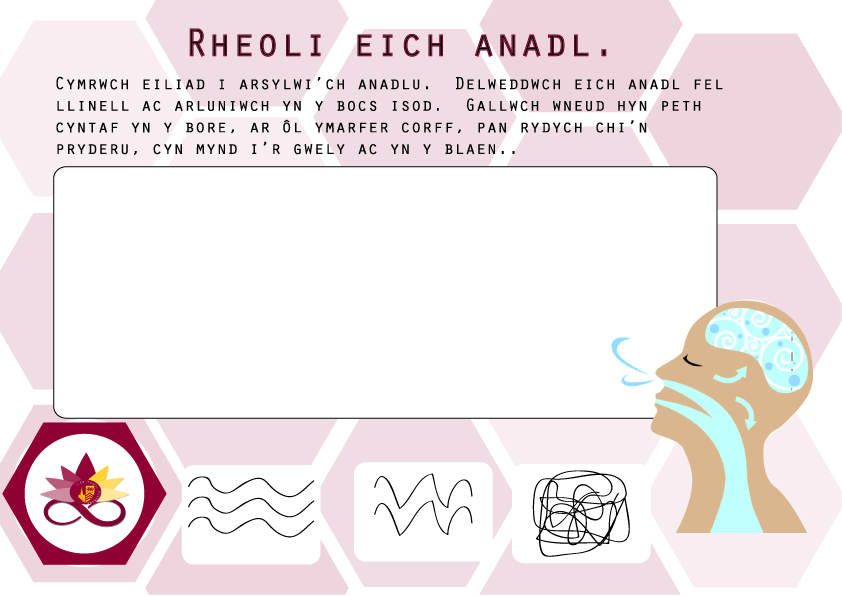 Rheoli eich anadl.
Cymrwch eiliad i arsylwi'ch anadlu. Delweddwch eich anadl fel
llinell ac arluniwch yn y bocs isod. Gallwch wneud hyn peth
cyntaf yn y bore, ar ôl ymarfer corff, pan rydych chi'n
pryderu, cyn mynd i'r gwely ac yn y blaen..